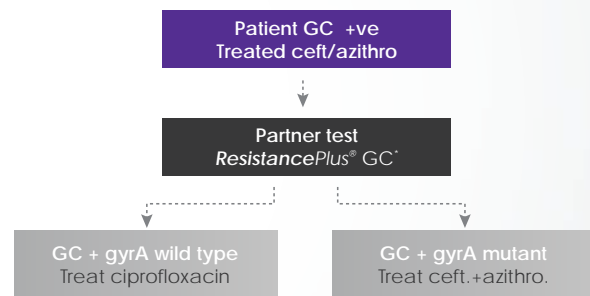 Patient GC +ve
Treated ceft/azithro
Partner test
ResistancePlus® GC*
GC + gyrA wild type
Treat ciprofloxacin
GC + gyrA mutant
Treat ceft.+azithro.